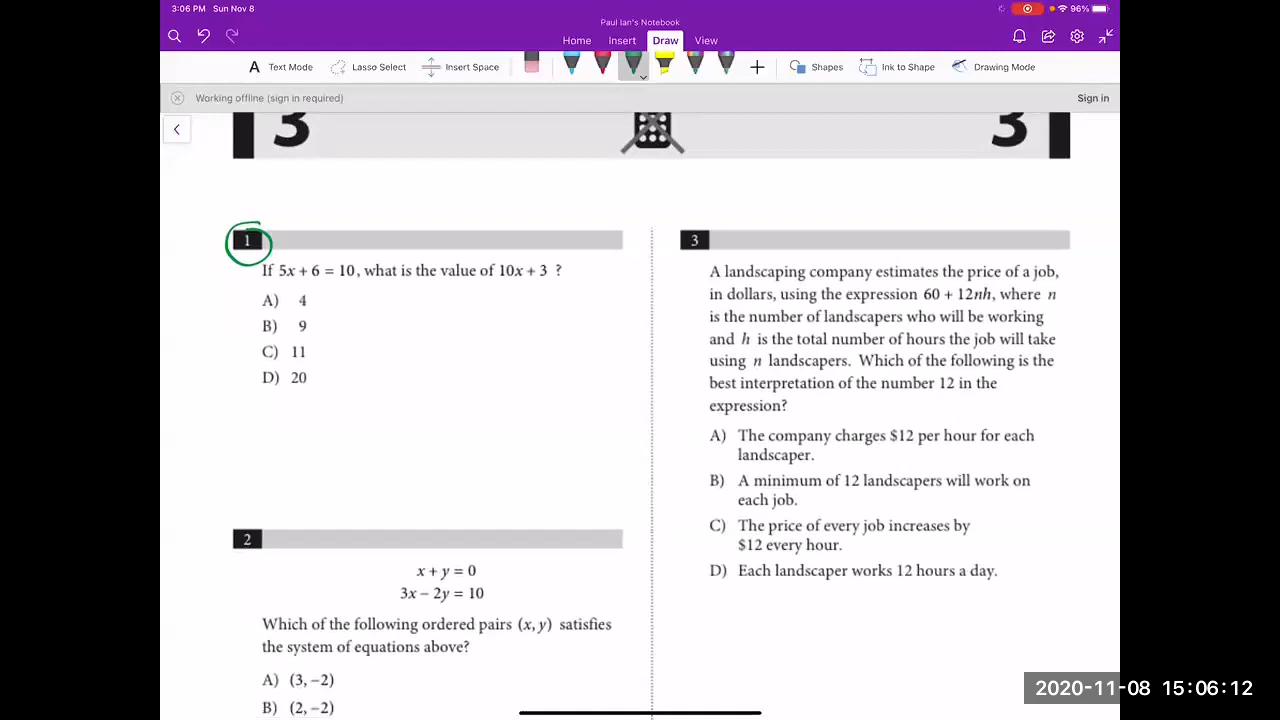 3:06 PM Sun Nov 8
96%
Paul Ian's Notebook
Home Insert Draw View
Text Mode Lasso Select Insert Space Shapes Ink to Shape Drawing Mode
Working offline (sign in required) Sign in
3 3
1
If 5x + 6 = 10, what is the value of 10x + 3 ?
A) 4
B) 9
C) 11
D) 20
2
x + y = 0
3x − 2y = 10
Which of the following ordered pairs (x, y) satisfies
the system of equations above?
A) (3, −2)
B) (2, −2)
3
A landscaping company estimates the price of a job,
in dollars, using the expression 60 + 12nh, where n
is the number of landscapers who will be working
and h is the total number of hours the job will take
using n landscapers. Which of the following is the
best interpretation of the number 12 in the
expression?
A) The company charges $12 per hour for each
landscaper.
B) A minimum of 12 landscapers will work on
each job.
C) The price of every job increases by
$12 every hour.
D) Each landscaper works 12 hours a day.
2020-11-08 15:06:12